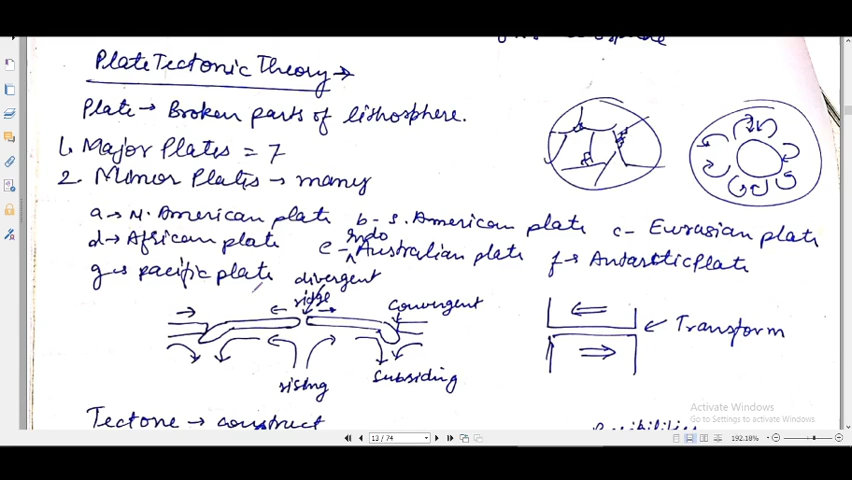 Plate Tectonic Theory →
Plate → Broken parts of lithosphere.
1. Major Plates = 7
2. Minor Plates → many
a → N. American plate b - S. American plate c - Eurasian plate
d → African plate e - Indo Australian plate f → Antarctic Plate
g → pacific plate
divergent
ridge
Convergent
Transform
rising
subsiding
Tectone → construct
Activate Windows
Go to Settings to activate Windows.
13 / 74
192.18%